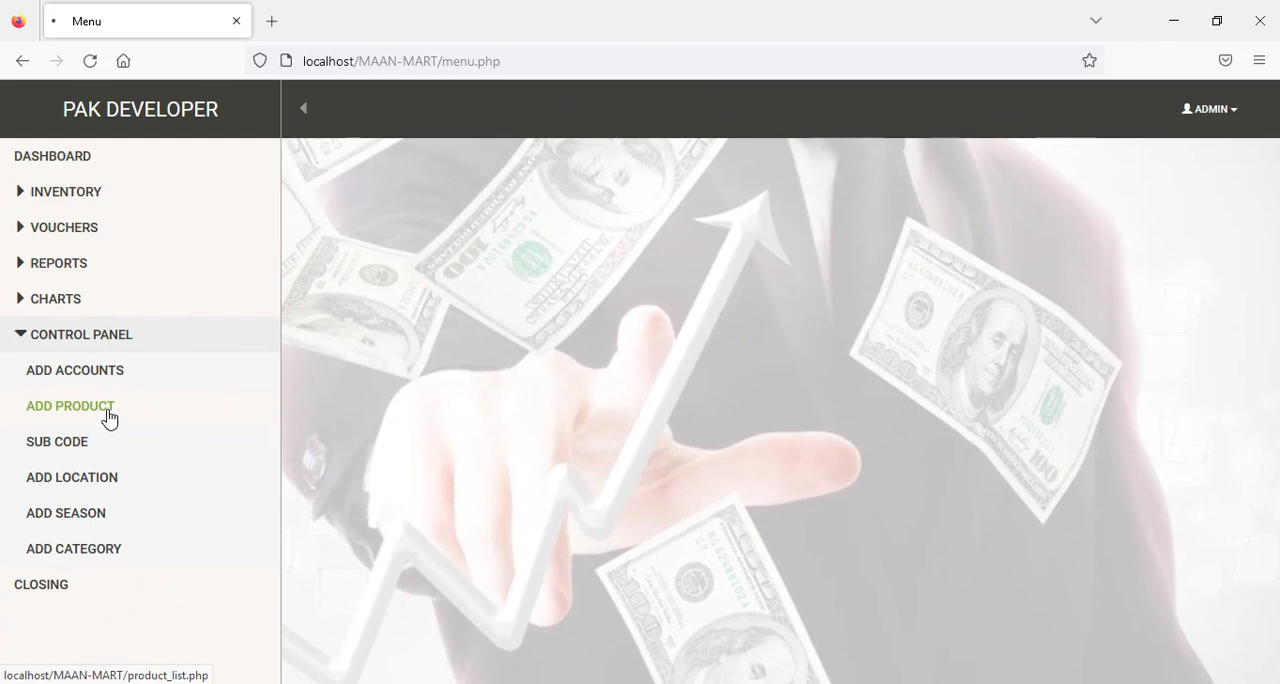 Menu
localhost/MAAN-MART/menu.php
PAK DEVELOPER
ADMIN
DASHBOARD
INVENTORY
VOUCHERS
REPORTS
CHARTS
CONTROL PANEL
ADD ACCOUNTS
ADD PRODUCT
SUB CODE
ADD LOCATION
ADD SEASON
ADD CATEGORY
CLOSING
localhost/MAAN-MART/product_list.php